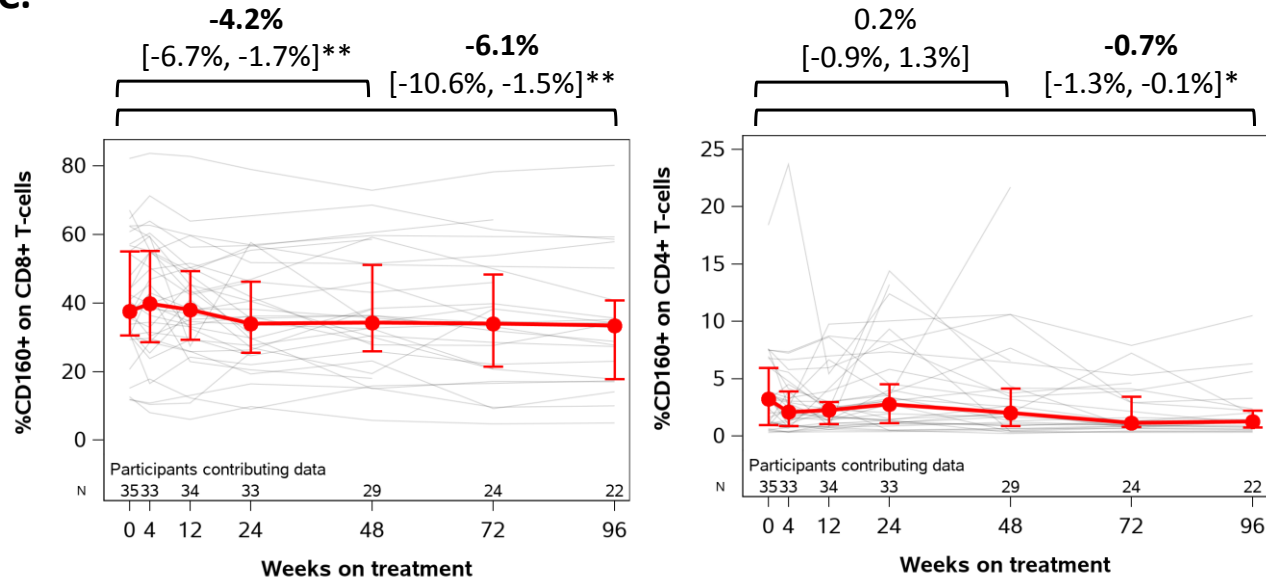 C.
-4.2%
[-6.7%, -1.7%]**
-6.1%
[-10.6%, -1.5%]**
%CD160+ on CD8+ T-cells
80
60
40
20
0
Participants contributing data
N 35 33 34 33 29 24 22
0 4 12 24 48 72 96
Weeks on treatment
0.2%
[-0.9%, 1.3%]
-0.7%
[-1.3%, -0.1%]*
%CD160+ on CD4+ T-cells
25
20
15
10
5
0
Participants contributing data
N 35 33 34 33 29 24 22
0 4 12 24 48 72 96
Weeks on treatment